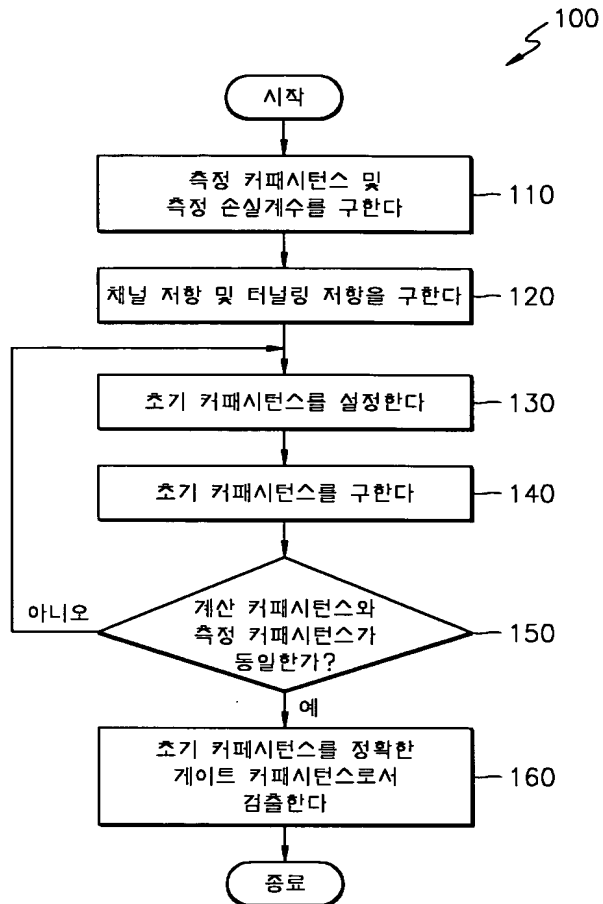 100
시작
측정 커패시턴스 및
측정 손실계수를 구한다
110
채널 저항 및 터널링 저항을 구한다
120
초기 커패시턴스를 설정한다
130
초기 커패시턴스를 구한다
140
계산 커패시턴스와
측정 커패시턴스가
동일한가?
150
아니오
예
초기 커페시턴스를 정확한
게이트 커패시턴스로서
검출한다
160
종료